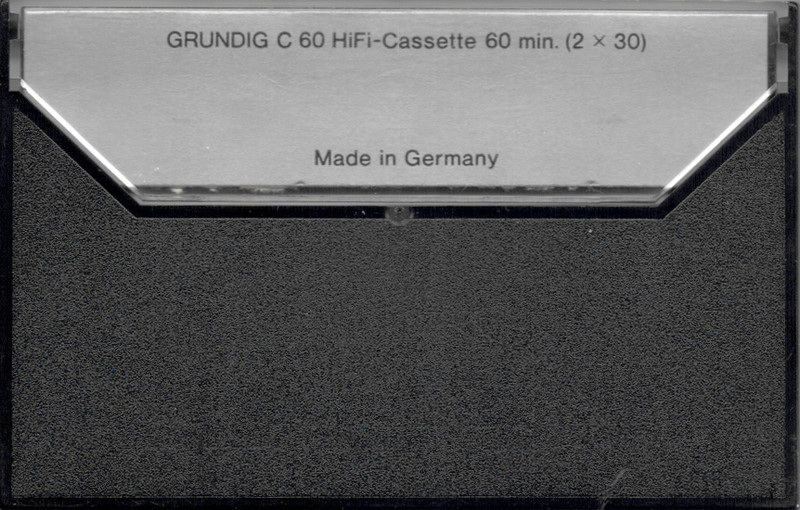 GRUNDIG C 60 HiFi-Cassette 60 min. (2 × 30)
Made in Germany